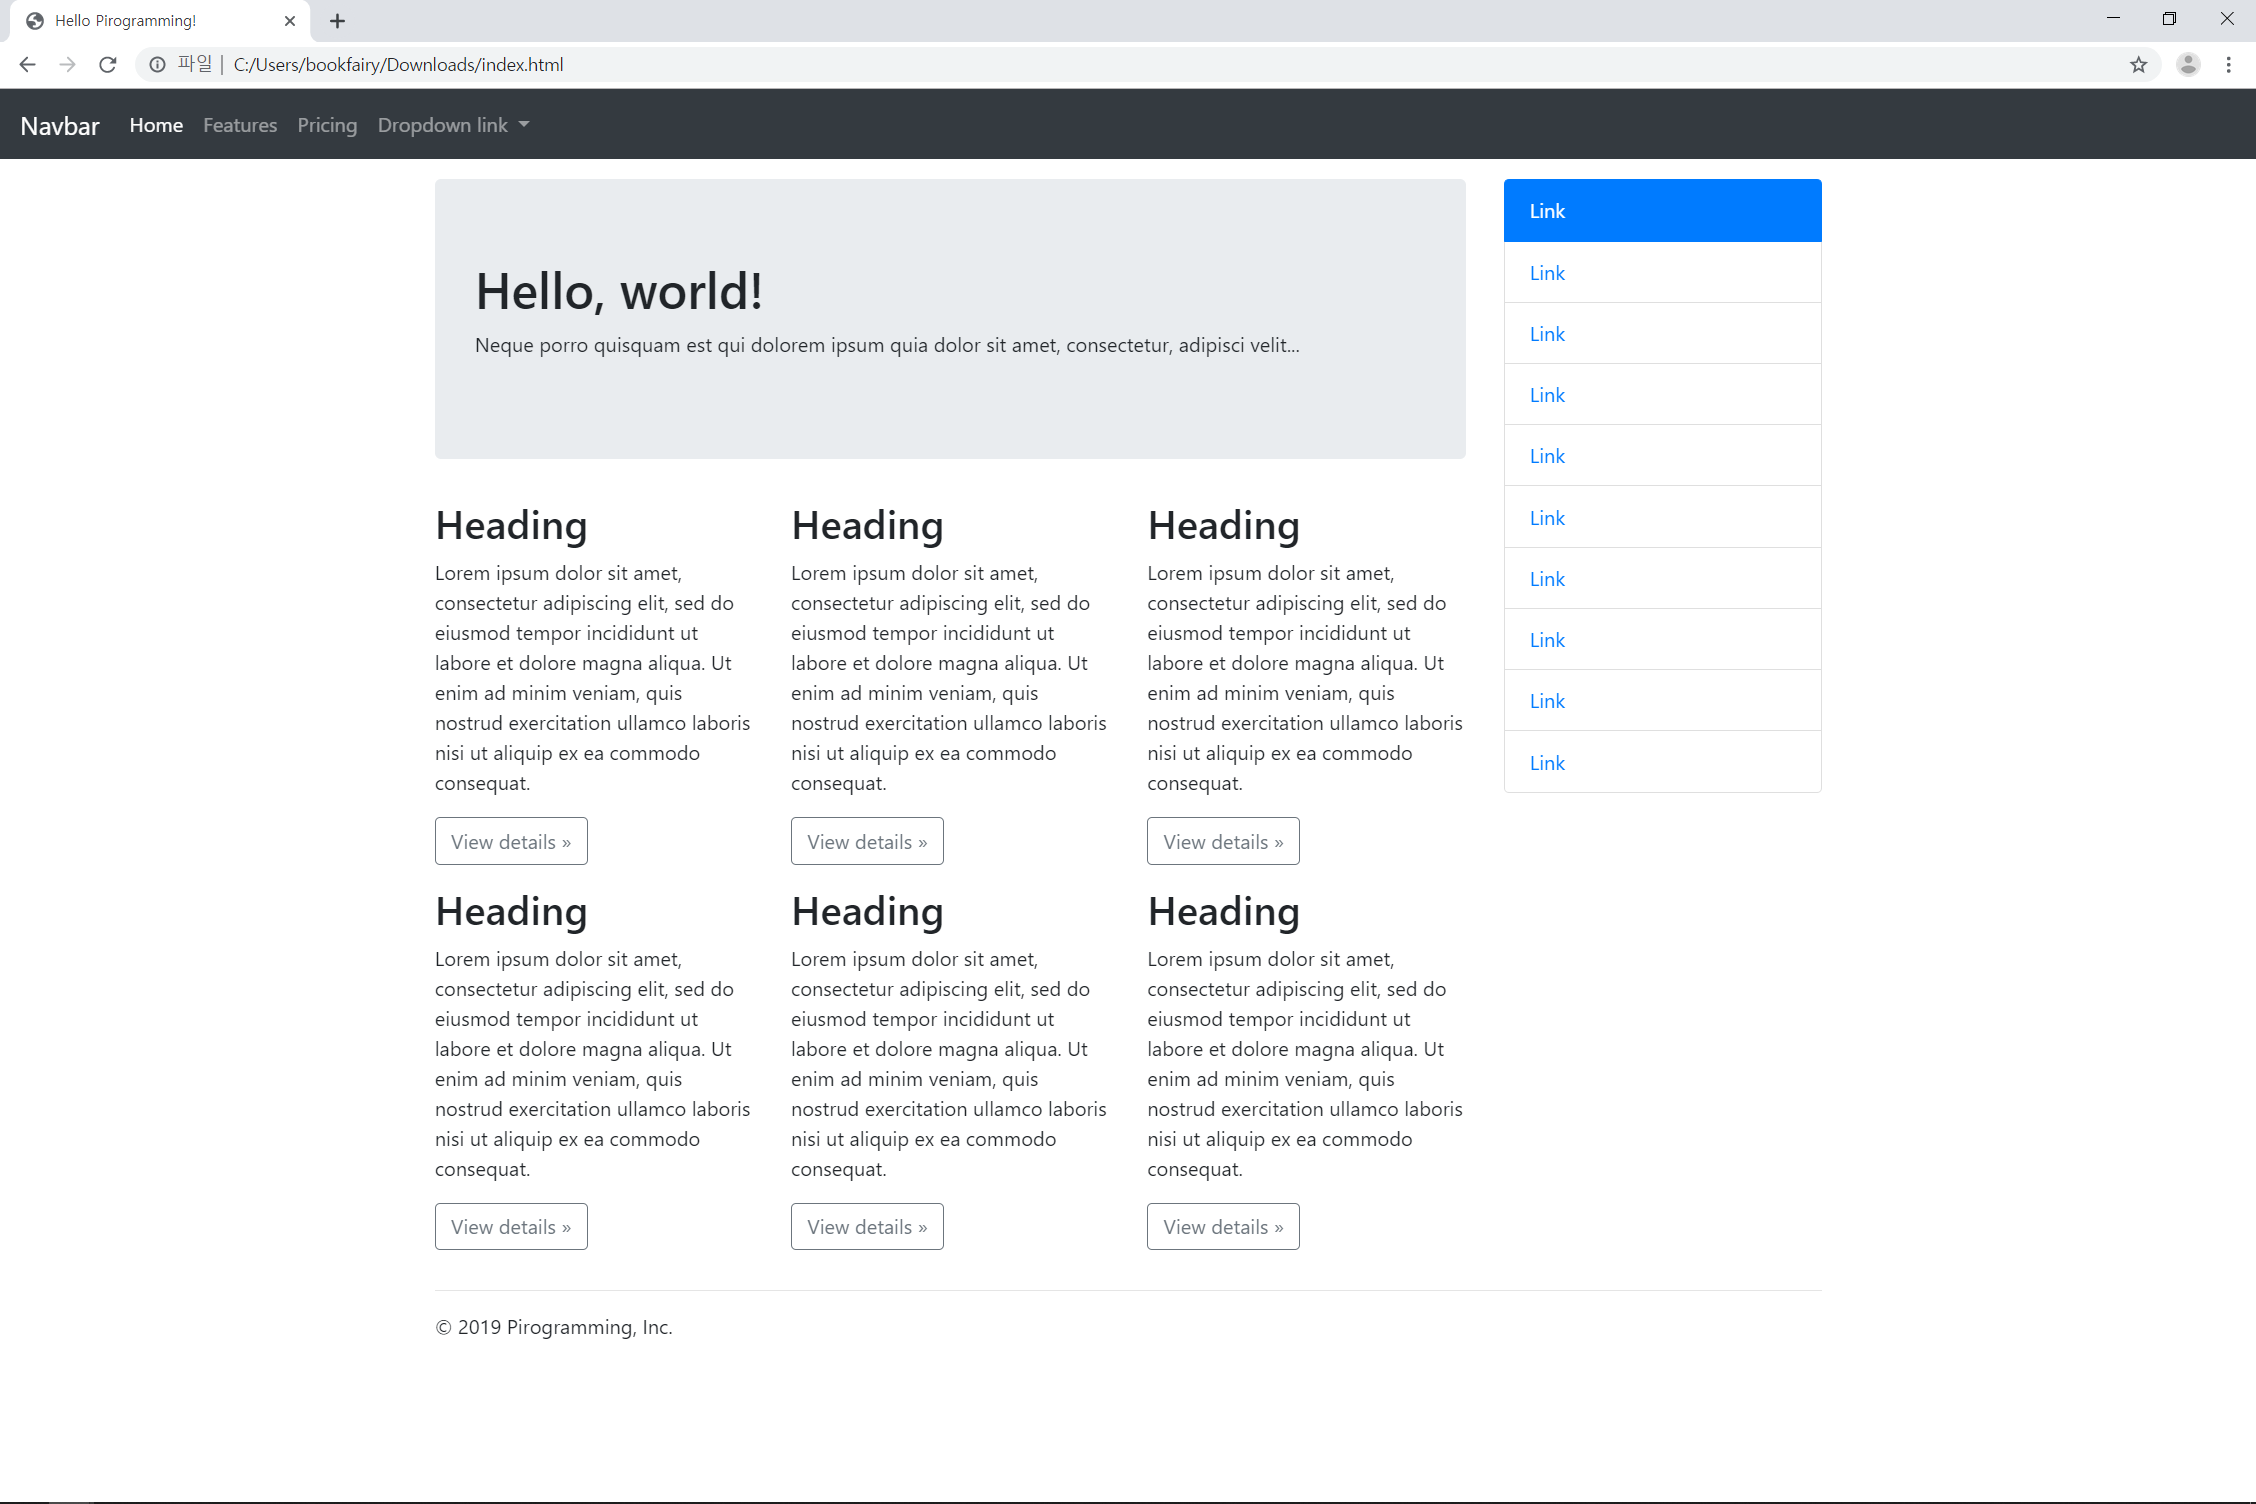 Hello Pirogramming!
파일 | C:/Users/bookfairy/Downloads/index.html
Navbar Home Features Pricing Dropdown link
Hello, world!
Neque porro quisquam est qui dolorem ipsum quia dolor sit amet, consectetur, adipisci velit...
Heading
Lorem ipsum dolor sit amet,
consectetur adipiscing elit, sed do
eiusmod tempor incididunt ut
labore et dolore magna aliqua. Ut
enim ad minim veniam, quis
nostrud exercitation ullamco laboris
nisi ut aliquip ex ea commodo
consequat.
View details »
Heading
Lorem ipsum dolor sit amet,
consectetur adipiscing elit, sed do
eiusmod tempor incididunt ut
labore et dolore magna aliqua. Ut
enim ad minim veniam, quis
nostrud exercitation ullamco laboris
nisi ut aliquip ex ea commodo
consequat.
View details »
Heading
Lorem ipsum dolor sit amet,
consectetur adipiscing elit, sed do
eiusmod tempor incididunt ut
labore et dolore magna aliqua. Ut
enim ad minim veniam, quis
nostrud exercitation ullamco laboris
nisi ut aliquip ex ea commodo
consequat.
View details »
Heading
Lorem ipsum dolor sit amet,
consectetur adipiscing elit, sed do
eiusmod tempor incididunt ut
labore et dolore magna aliqua. Ut
enim ad minim veniam, quis
nostrud exercitation ullamco laboris
nisi ut aliquip ex ea commodo
consequat.
View details »
Heading
Lorem ipsum dolor sit amet,
consectetur adipiscing elit, sed do
eiusmod tempor incididunt ut
labore et dolore magna aliqua. Ut
enim ad minim veniam, quis
nostrud exercitation ullamco laboris
nisi ut aliquip ex ea commodo
consequat.
View details »
Heading
Lorem ipsum dolor sit amet,
consectetur adipiscing elit, sed do
eiusmod tempor incididunt ut
labore et dolore magna aliqua. Ut
enim ad minim veniam, quis
nostrud exercitation ullamco laboris
nisi ut aliquip ex ea commodo
consequat.
View details »
Link
Link
Link
Link
Link
Link
Link
Link
Link
Link
© 2019 Pirogramming, Inc.